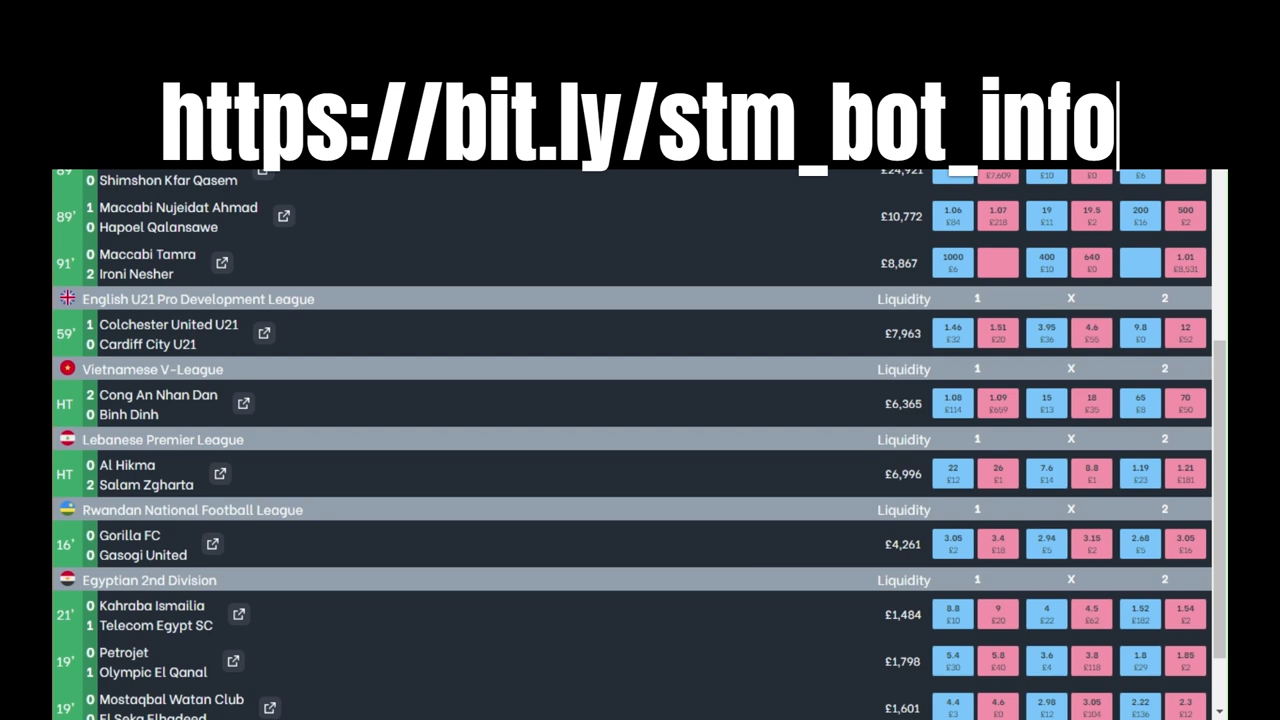 https://bit.ly/stm_bot_info
89' £24,921
0 Shimshon Kfar Qasem £7,609 £10 £0 £6
1 Maccabi Nujeidat Ahmad 1.06 1.07 19 19.5 200 500
89' £10,772
0 Hapoel Qalansawe £84 £218 £11 £2 £16 £2
0 Maccabi Tamra 1000 400 640 1.01
91' £8,867
2 Ironi Nesher £6 £10 £0 £8,531
English U21 Pro Development League Liquidity 1 X 2
1 Colchester United U21 1.46 1.51 3.95 4.6 9.8 12
59' £7,963
0 Cardiff City U21 £32 £20 £36 £55 £0 £52
Vietnamese V-League Liquidity 1 X 2
2 Cong An Nhan Dan 1.08 1.09 15 18 65 70
HT £6,365
0 Binh Dinh £114 £659 £13 £35 £8 £50
Lebanese Premier League Liquidity 1 X 2
0 Al Hikma 22 26 7.6 8.8 1.19 1.21
HT £6,996
2 Salam Zgharta £12 £1 £14 £1 £23 £181
Rwandan National Football League Liquidity 1 X 2
0 Gorilla FC 3.05 3.4 2.94 3.15 2.68 3.05
16' £4,261
0 Gasogi United £2 £18 £5 £2 £5 £16
Egyptian 2nd Division Liquidity 1 X 2
0 Kahraba Ismailia 8.8 9 4 4.5 1.52 1.54
21' £1,484
1 Telecom Egypt SC £10 £20 £22 £62 £182 £2
0 Petrojet 5.4 5.8 3.6 3.8 1.8 1.85
19' £1,798
1 Olympic El Qanal £30 £40 £4 £118 £29 £2
0 Mostaqbal Watan Club 4.4 4.6 2.98 3.05 2.22 2.3
19' £1,601
0 El Seka Elhadeed £3 £0 £12 £104 £136 £12